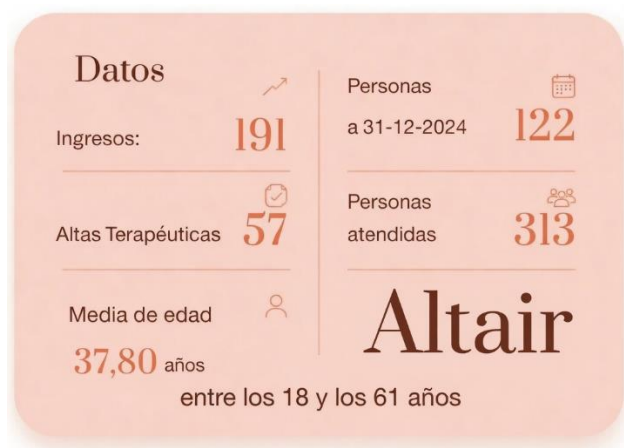 Datos
Ingresos: 191
Altas Terapéuticas 57
Media de edad
37,80 años
Personas
a 31-12-2024 122
Personas
atendidas 313
Altair
entre los 18 y los 61 años